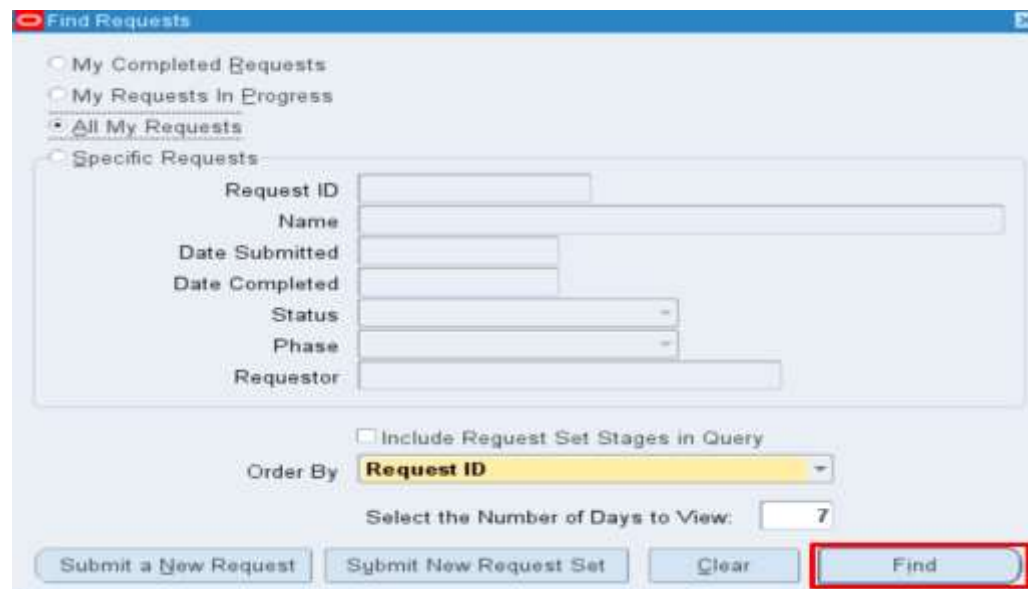 Find Requests
My Completed Requests
My Requests In Progress
All My Requests
Specific Requests
Request ID
Name
Date Submitted
Date Completed
Status
Phase
Requestor
Include Request Set Stages in Query
Order By Request ID
Select the Number of Days to View: 7
Submit a New Request Submit New Request Set Clear Find